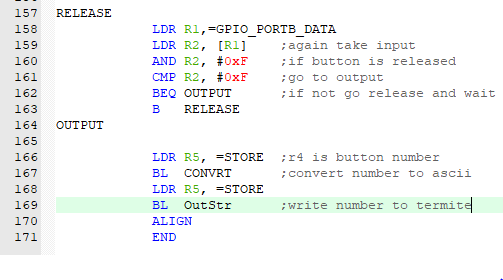 157 RELEASE
158 LDR R1,=GPIO_PORTB_DATA
159 LDR R2, [R1] ;again take input
160 AND R2, #0xF ;if button is released
161 CMP R2, #0xF ;go to output
162 BEQ OUTPUT ;if not go release and wait
163 B RELEASE
164 OUTPUT
165
166 LDR R5, =STORE ;r4 is button number
167 BL CONVRT ;convert number to ascii
168 LDR R5, =STORE
169 BL OutStr ;write number to termite
170 ALIGN
171 END